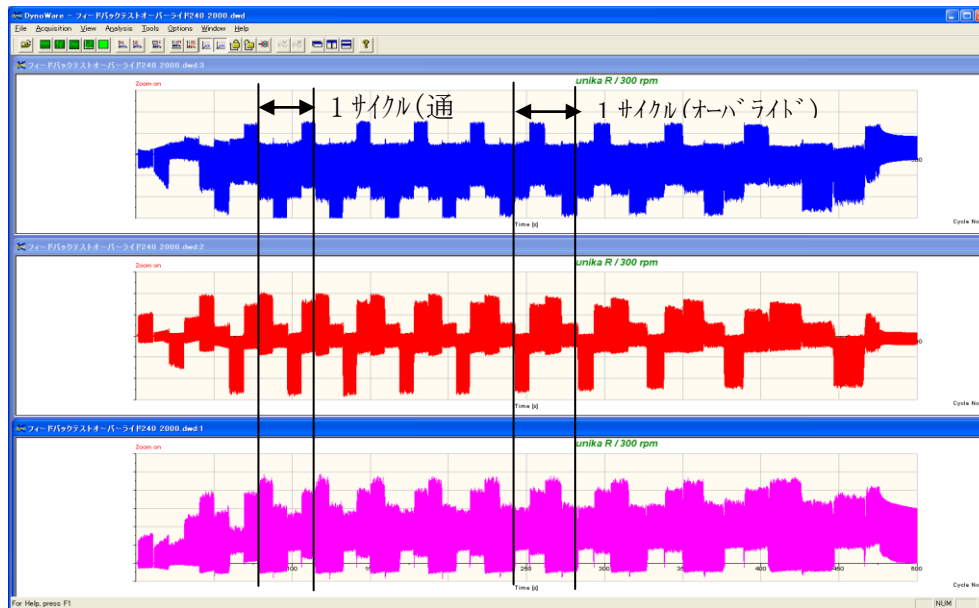 DynoWare - フィードバックテストオーバーライド240 2000.dwd
File Acquisition View Analysis Tools Options Window Help
フィードバックテストオーバーライド240 2000.dwd:3
Zoom on
unika R / 300 rpm
1 サイクル(通
1 サイクル(オーバライド)
Time [s]
Cycle No
フィードバックテストオーバーライド240 2000.dwd:2
Zoom on
unika R / 300 rpm
Time [s]
Cycle No
フィードバックテストオーバーライド240 2000.dwd:1
Zoom on
unika R / 300 rpm
100
250
300
400
600
Time [s]
Cycle No
For Help, press F1
NUM